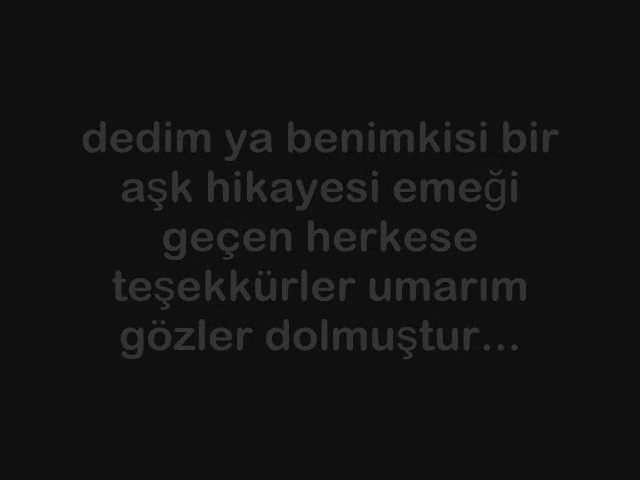 dedim ya benimkisi bir
aşk hikayesi emeği
geçen herkese
teşekkürler umarım
gözler dolmuştur...